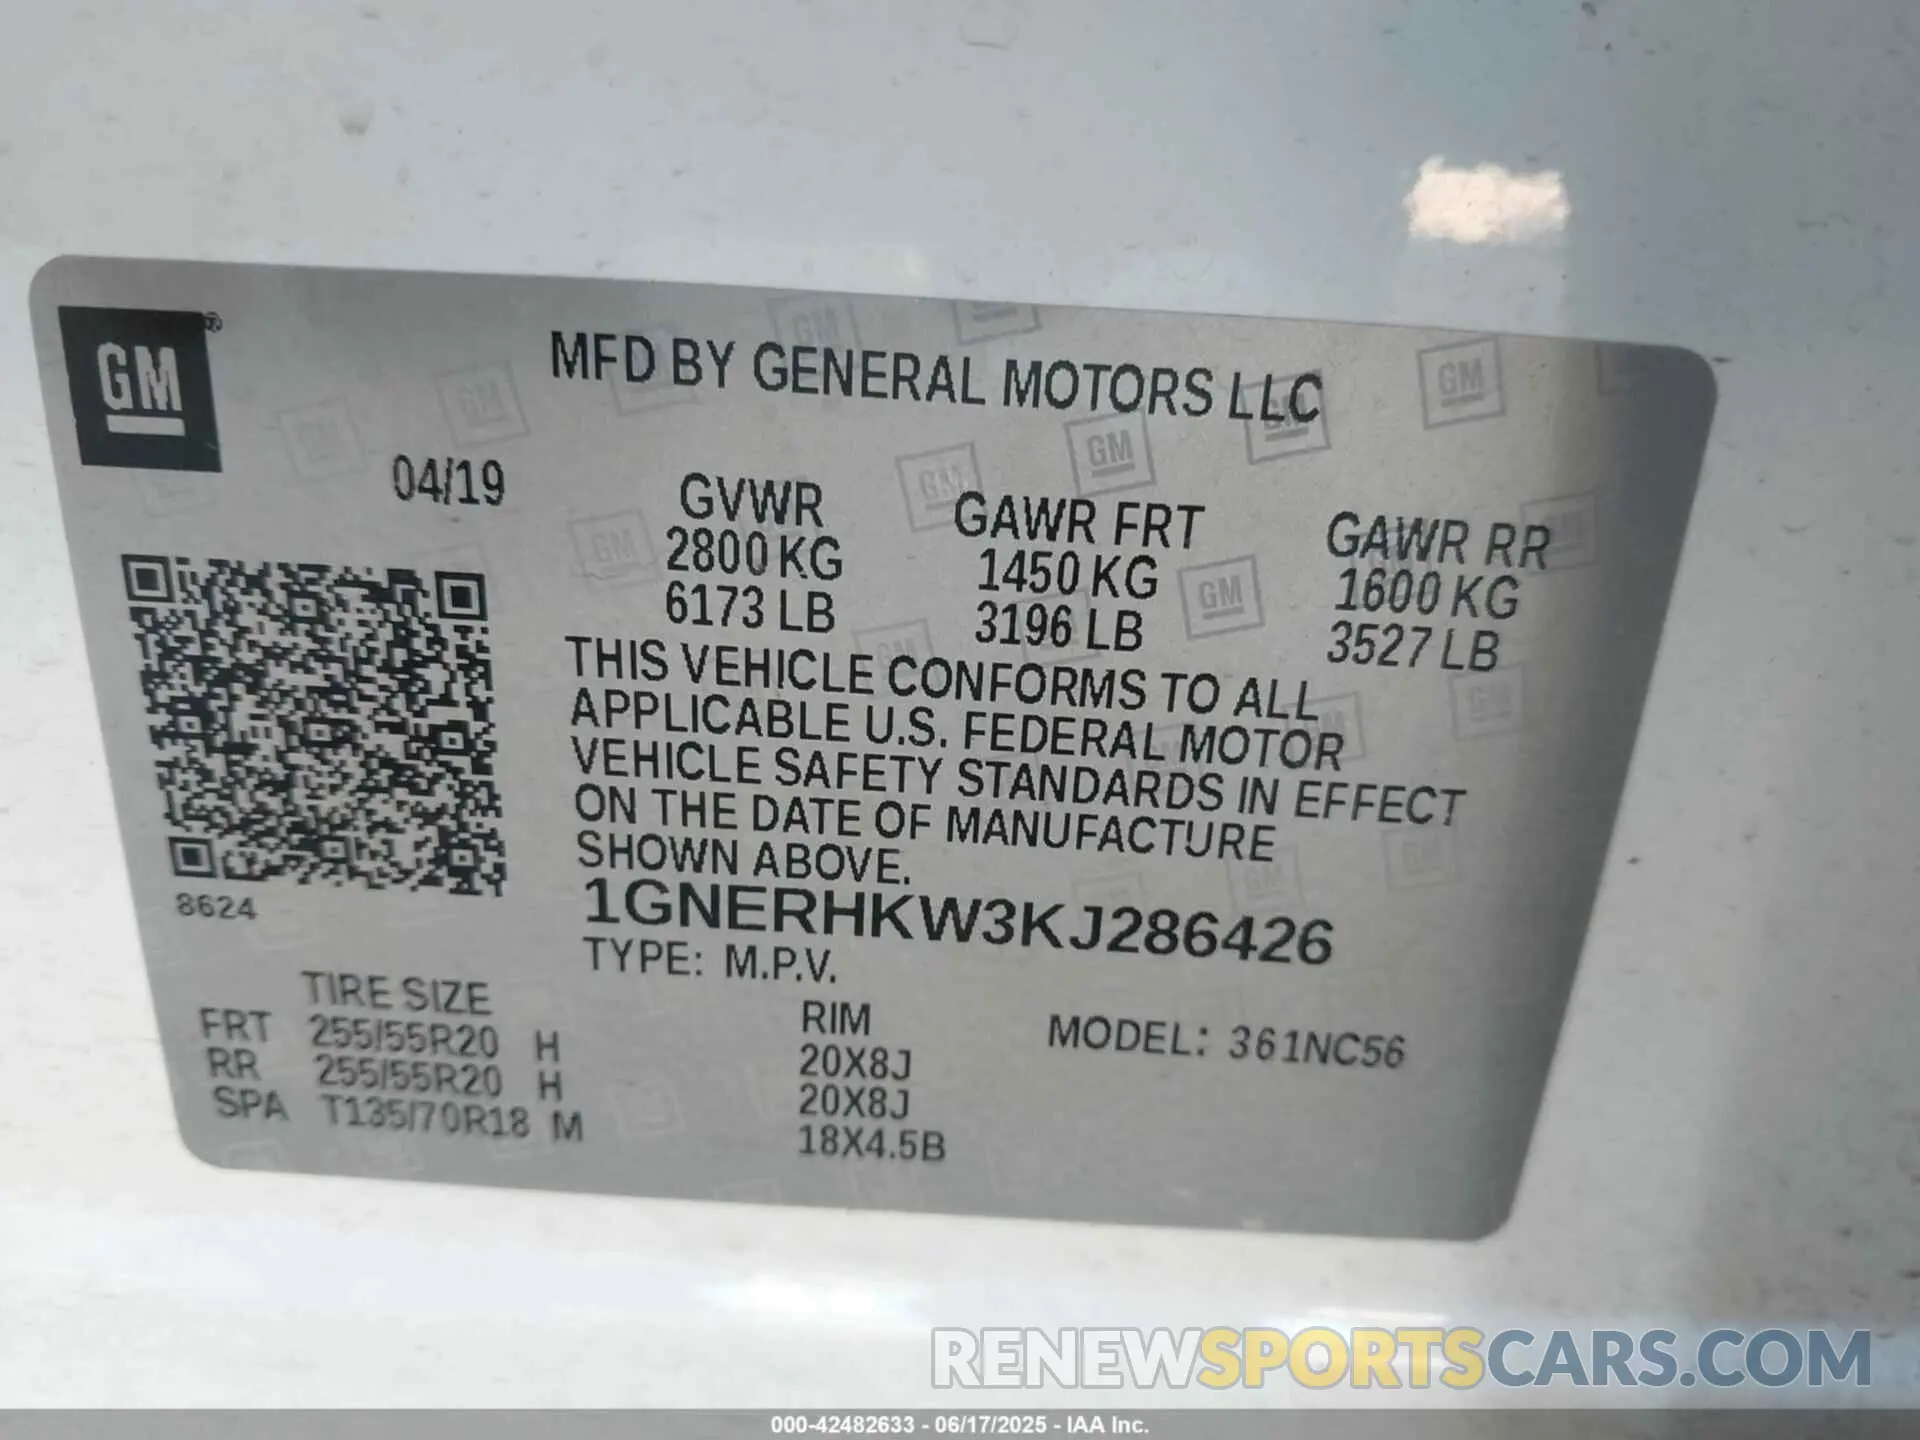 GM®
MFD BY GENERAL MOTORS LLC
04/19
GVWR
2800 KG
6173 LB
GAWR FRT
1450 KG
3196 LB
GAWR RR
1600 KG
3527 LB
THIS VEHICLE CONFORMS TO ALL
APPLICABLE U.S. FEDERAL MOTOR
VEHICLE SAFETY STANDARDS IN EFFECT
ON THE DATE OF MANUFACTURE
SHOWN ABOVE.
8624
1GNERHKW3KJ286426
TYPE: M.P.V.
TIRE SIZE RIM MODEL: 361NC56
FRT 255/55R20 H 20X8J
RR 255/55R20 H 20X8J
SPA T135/70R18 M 18X4.5B
RENEWSPORTSCARS.COM
000-42482633 - 06/17/2025 - IAA Inc.